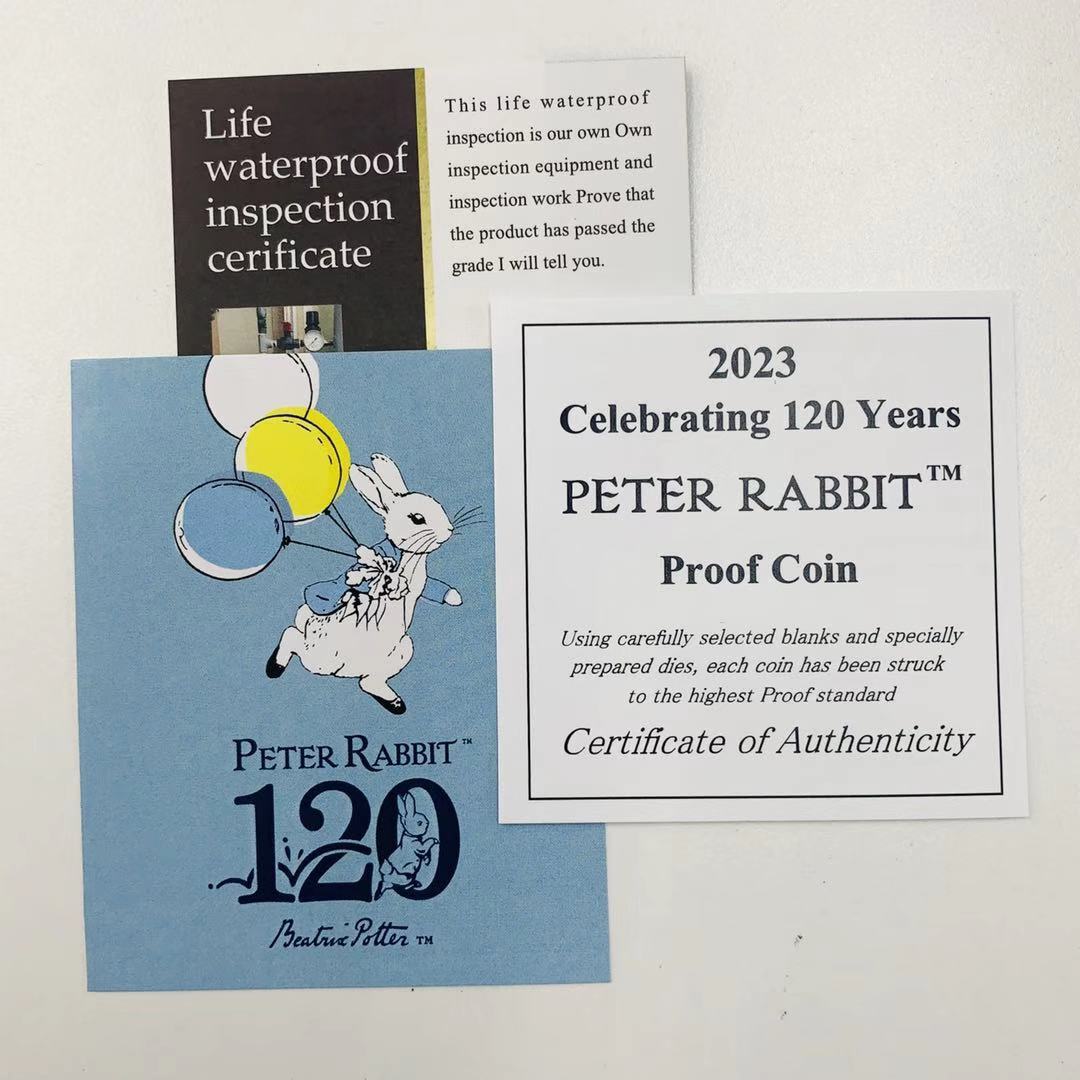 Life
waterproof
inspection
cerificate
This life waterproof
inspection is our own Own
inspection equipment and
inspection work Prove that
the product has passed the
grade I will tell you.
2023
Celebrating 120 Years
PETER RABBIT™
Proof Coin
Using carefully selected blanks and specially
prepared dies, each coin has been struck
to the highest Proof standard
Certificate of Authenticity
PETER RABBIT™
120
Beatrix Potter ™